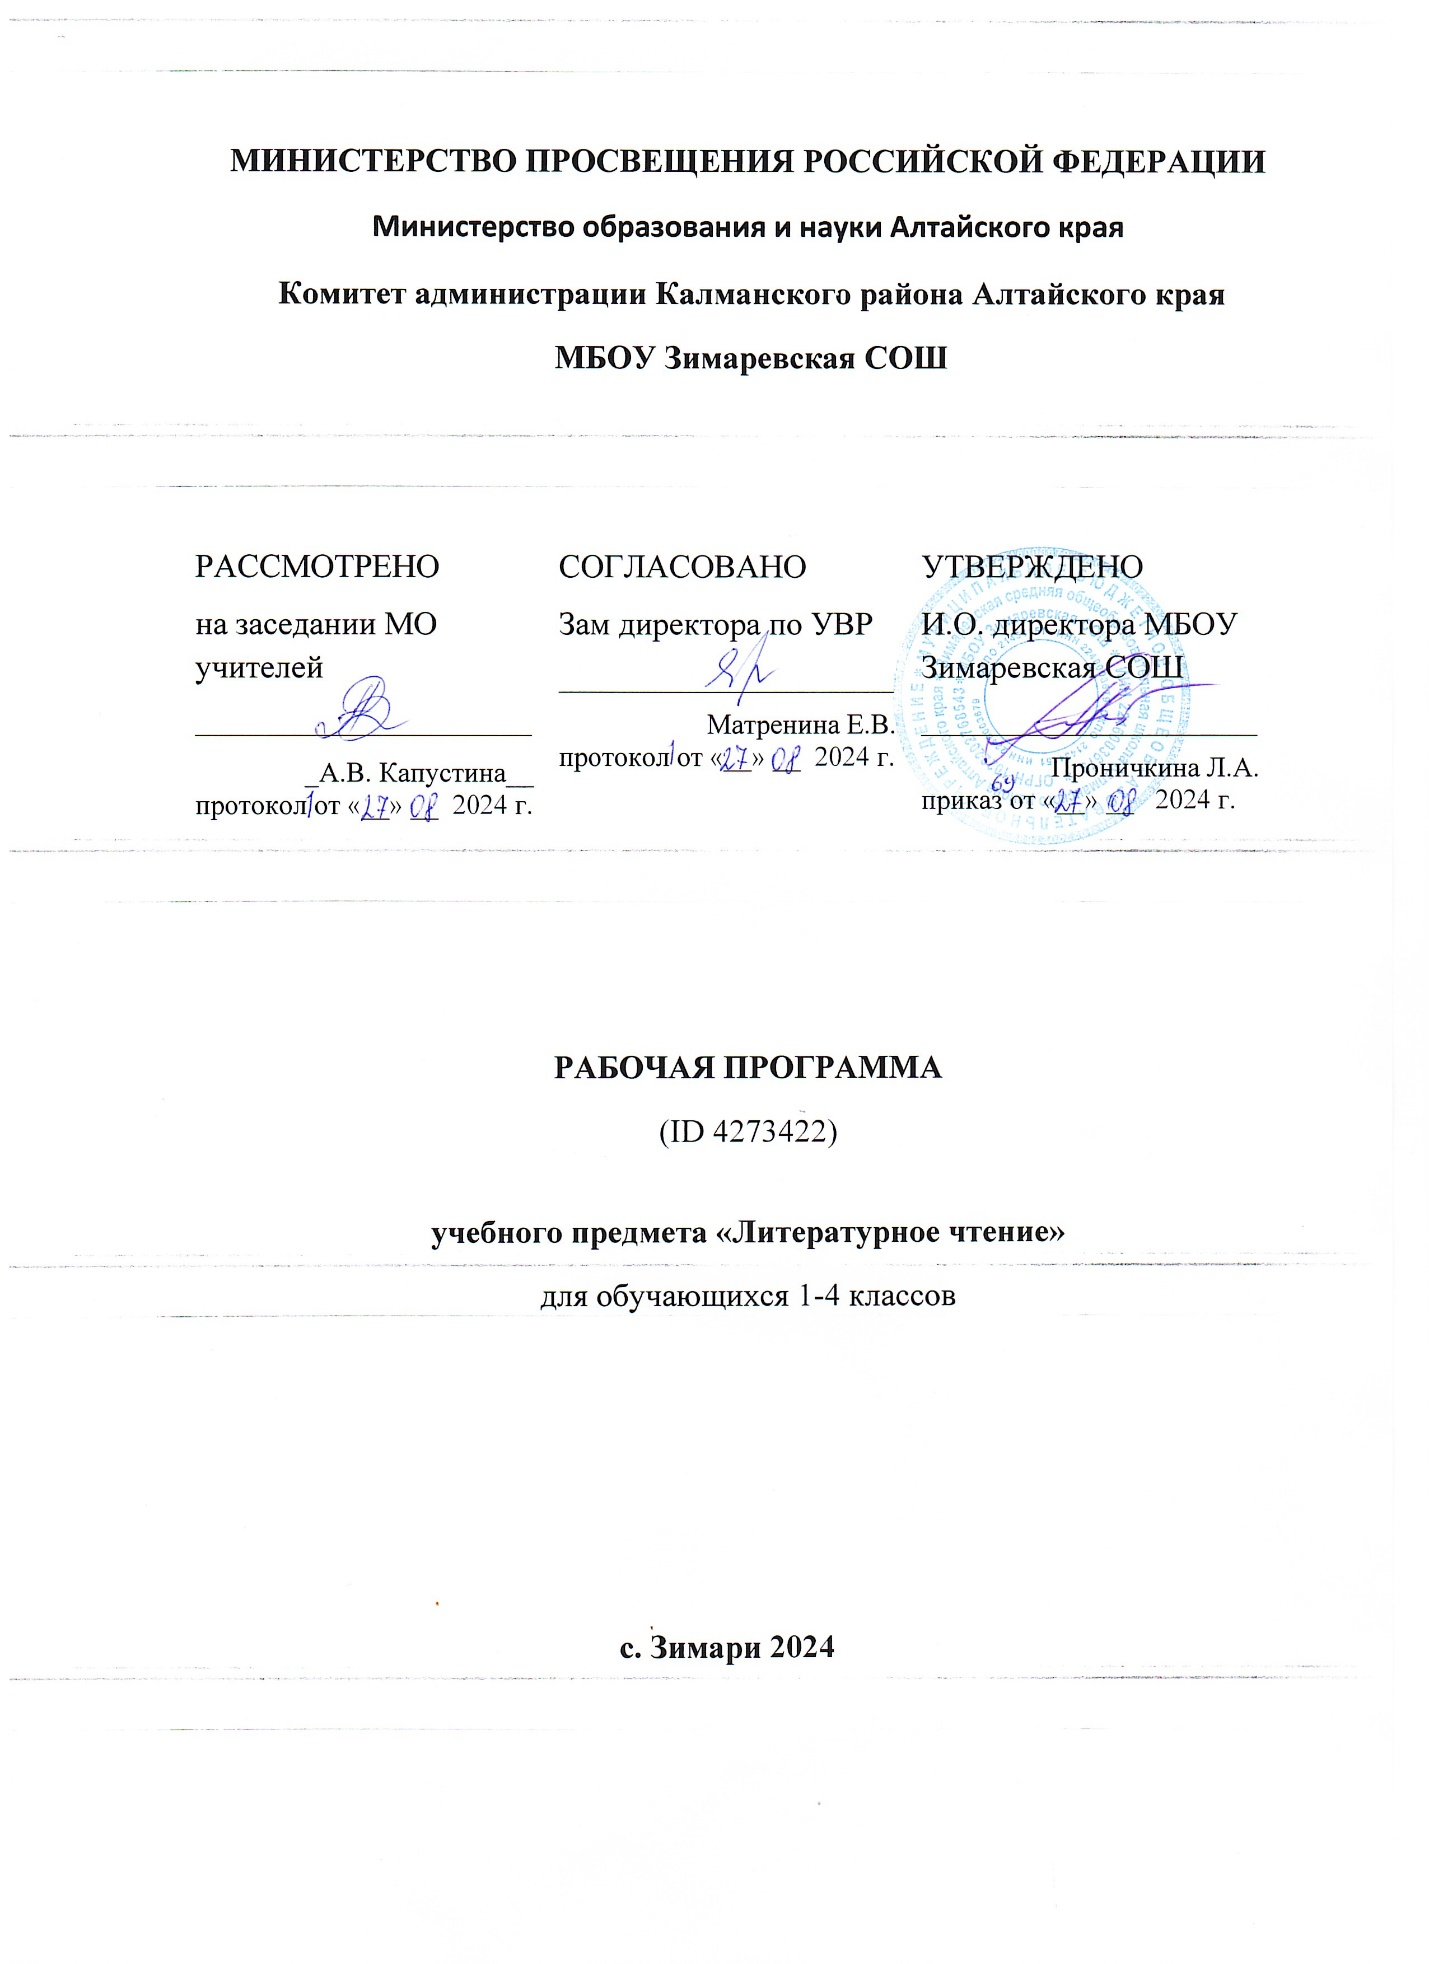 МИНИСТЕРСТВО ПРОСВЕЩЕНИЯ РОССИЙСКОЙ ФЕДЕРАЦИИ
Министерство образования и науки Алтайского края
Комитет администрации Калманского района Алтайского края
МБОУ Зимаревская СОШ
РАССМОТРЕНО
на заседании МО
учителей
А.В. Капустина
протокол 1 от «27» 08 2024 г.
СОГЛАСОВАНО
Зам директора по УВР
Матренина Е.В.
протокол 1 от «27» 08 2024 г.
УТВЕРЖДЕНО
И.О. директора МБОУ
Зимаревская СОШ
Проничкина Л.А.
69
приказ от «27» 08 2024 г.
РАБОЧАЯ ПРОГРАММА
(ID 4273422)
учебного предмета «Литературное чтение»
для обучающихся 1-4 классов
с. Зимари 2024